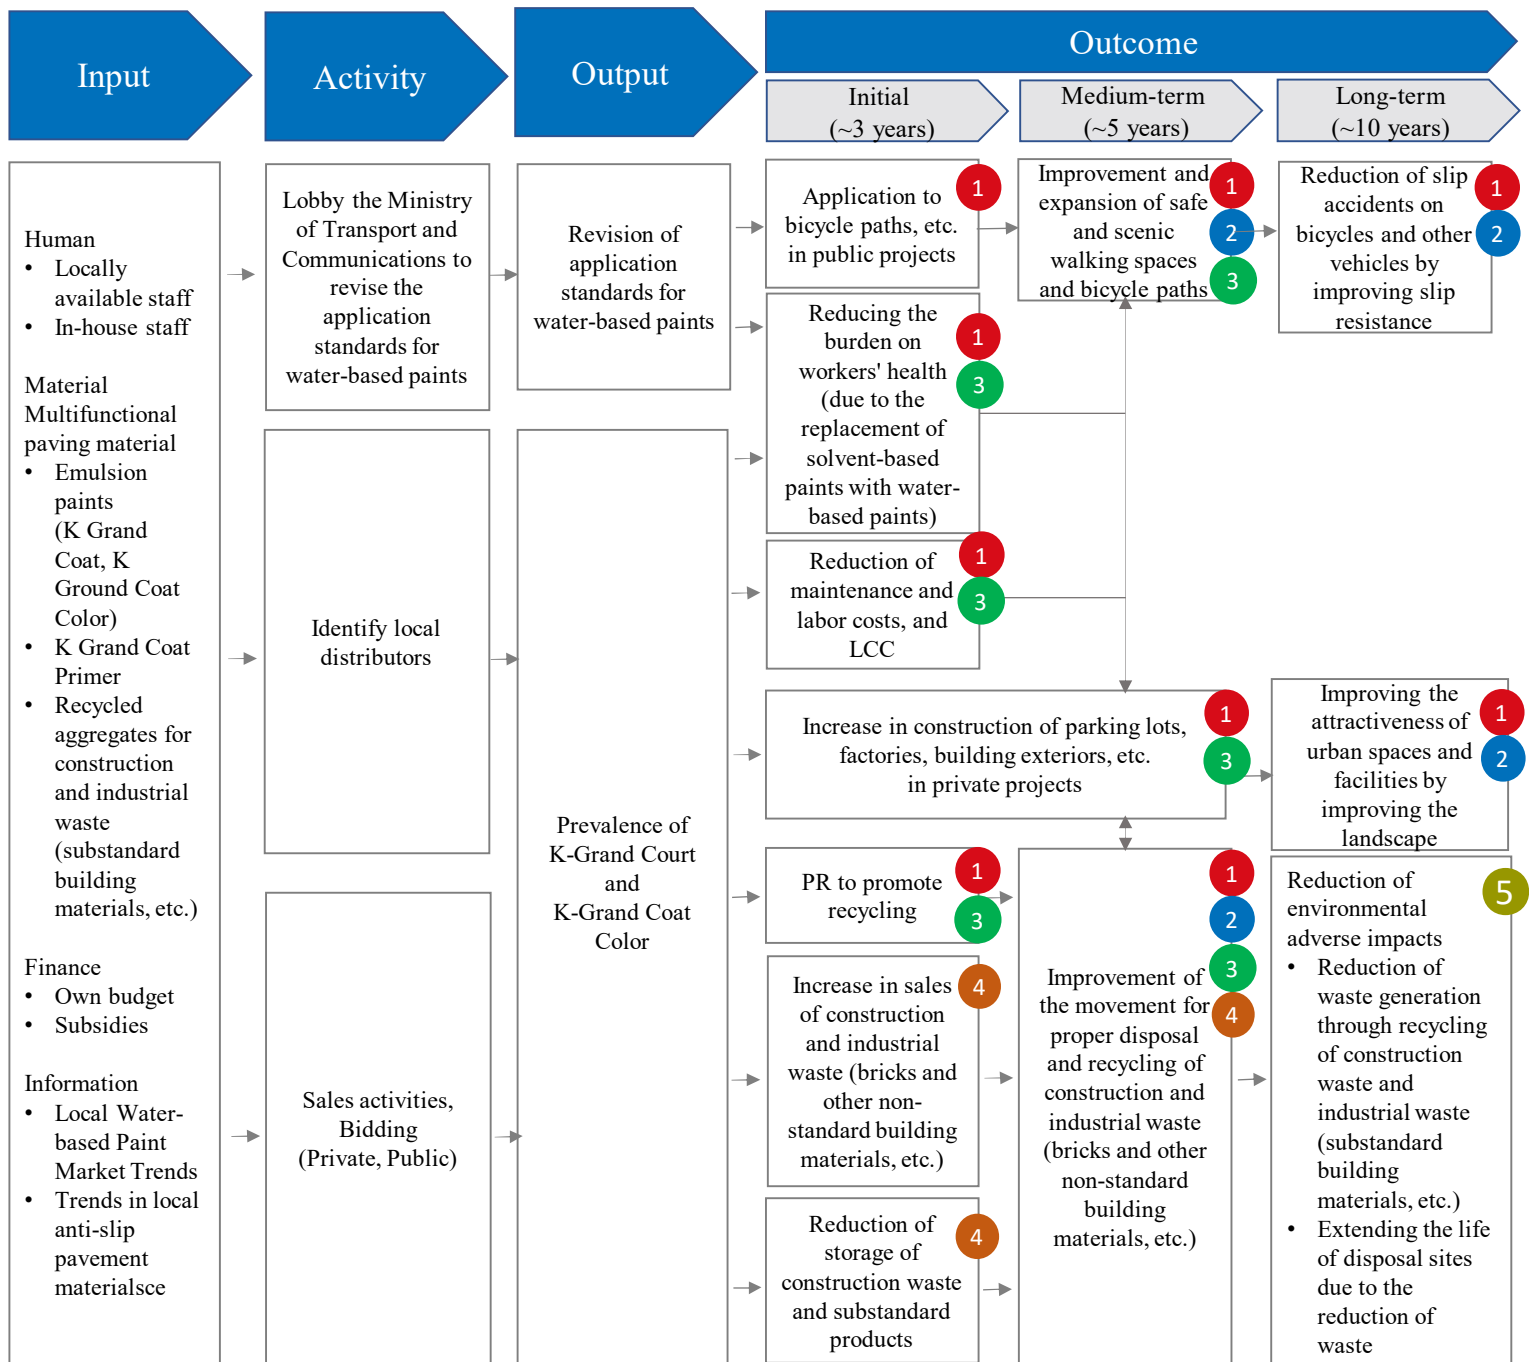 Input
Activity
Output
Outcome
Initial
(~3 years)
Medium-term
(~5 years)
Long-term
(~10 years)
Human
• Locally
available staff
• In-house staff
Material
Multifunctional
paving material
• Emulsion
paints
(K Grand
Coat, K
Ground Coat
Color)
• K Grand Coat
Primer
• Recycled
aggregates for
construction
and industrial
waste
(substandard
building
materials, etc.)
Finance
• Own budget
• Subsidies
Information
• Local Water-
based Paint
Market Trends
• Trends in local
anti-slip
pavement
materialsce
Lobby the Ministry
of Transport and
Communications to
revise the
application
standards for
water-based paints
Identify local
distributors
Sales activities,
Bidding
(Private, Public)
Revision of
application
standards for
water-based paints
Prevalence of
K-Grand Court
and
K-Grand Coat
Color
Application to
bicycle paths, etc.
in public projects
1
Reducing the
burden on
workers' health
(due to the
replacement of
solvent-based
paints with water-
based paints)
1
3
Reduction of
maintenance and
labor costs, and
LCC
1
3
Increase in construction of parking lots,
factories, building exteriors, etc.
in private projects
1
3
PR to promote
recycling
1
3
Increase in sales
of construction
and industrial
waste (bricks and
other non-
standard building
materials, etc.)
4
Reduction of
storage of
construction waste
and substandard
products
4
Improvement and
expansion of safe
and scenic
walking spaces
and bicycle paths
1
2
3
Improvement of
the movement for
proper disposal
and recycling of
construction and
industrial waste
(bricks and other
non-standard
building
materials, etc.)
1
2
3
4
Reduction of slip
accidents on
bicycles and other
vehicles by
improving slip
resistance
1
2
Improving the
attractiveness of
urban spaces and
facilities by
improving the
landscape
1
2
Reduction of
environmental
adverse impacts
• Reduction of
waste generation
through recycling
of construction
waste and
industrial waste
(substandard
building
materials, etc.)
• Extending the life
of disposal sites
due to the
reduction of
waste
5